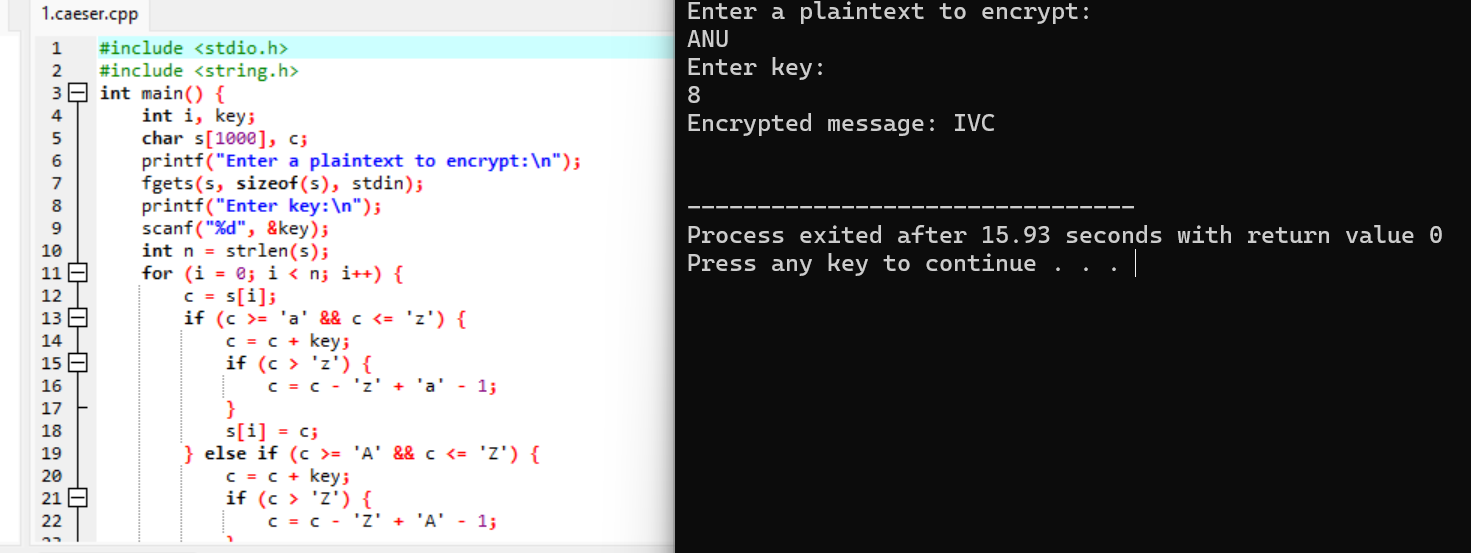 1.caeser.cpp
1 #include <stdio.h>
2 #include <string.h>
3 int main() {
4 int i, key;
5 char s[1000], c;
6 printf("Enter a plaintext to encrypt:\n");
7 fgets(s, sizeof(s), stdin);
8 printf("Enter key:\n");
9 scanf("%d", &key);
10 int n = strlen(s);
11 for (i = 0; i < n; i++) {
12 c = s[i];
13 if (c >= 'a' && c <= 'z') {
14 c = c + key;
15 if (c > 'z') {
16 c = c - 'z' + 'a' - 1;
17 }
18 s[i] = c;
19 } else if (c >= 'A' && c <= 'Z') {
20 c = c + key;
21 if (c > 'Z') {
22 c = c - 'Z' + 'A' - 1;
Enter a plaintext to encrypt:
ANU
Enter key:
8
Encrypted message: IVC
--------------------------------
Process exited after 15.93 seconds with return value 0
Press any key to continue . . .